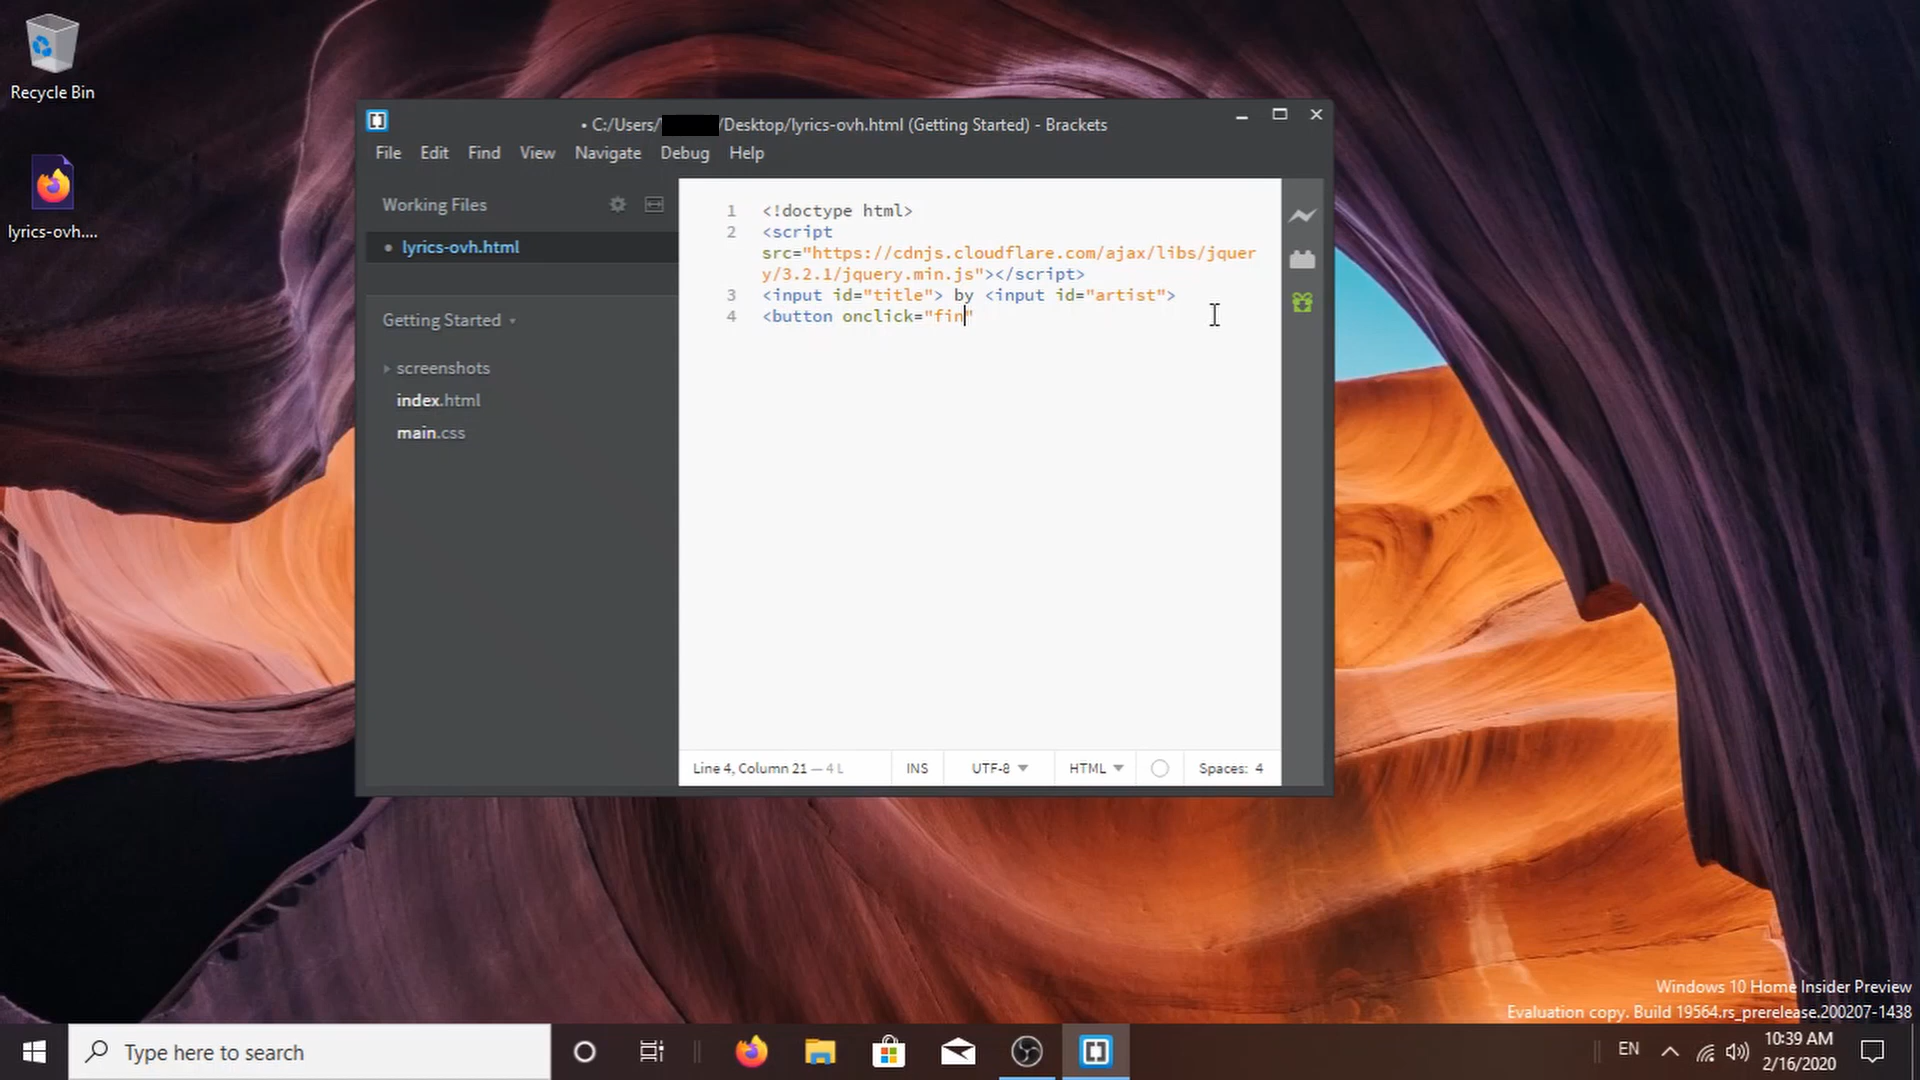 Recycle Bin
lyrics-ovh....
• C:/Users/ /Desktop/lyrics-ovh.html (Getting Started) - Brackets
File Edit Find View Navigate Debug Help
Working Files
• lyrics-ovh.html
Getting Started
screenshots
index.html
main.css
1 <!doctype html>
2 <script
src="https://cdnjs.cloudflare.com/ajax/libs/jquer
y/3.2.1/jquery.min.js"></script>
3 <input id="title"> by <input id="artist">
4 <button onclick="fin"
Line 4, Column 21 — 4 L INS UTF-8 HTML Spaces: 4
Windows 10 Home Insider Preview
Evaluation copy. Build 19564.rs_prerelease.200207-1438
Type here to search
EN
10:39 AM
2/16/2020